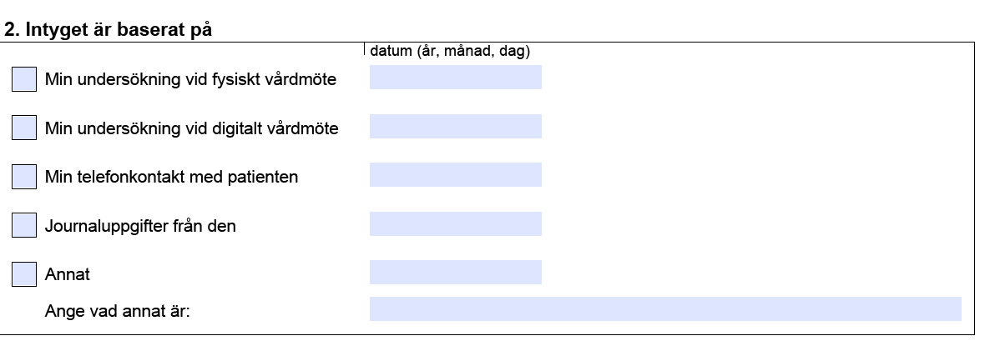 2. Intyget är baserat på
datum (år, månad, dag)
Min undersökning vid fysiskt vårdmöte
Min undersökning vid digitalt vårdmöte
Min telefonkontakt med patienten
Journaluppgifter från den
Annat
Ange vad annat är: